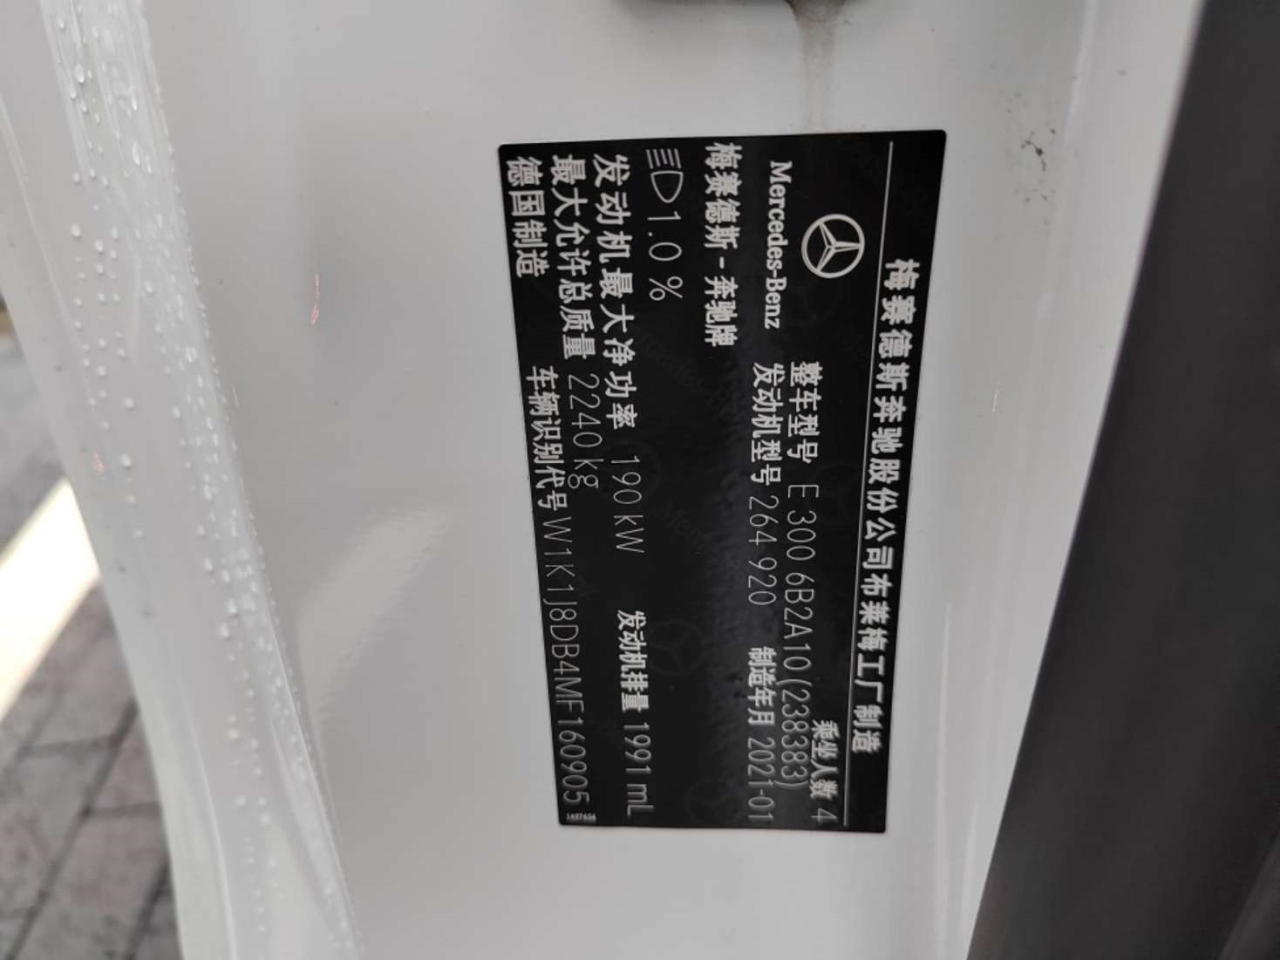 梅赛德斯奔驰股份公司布莱梅工厂制造
Mercedes-Benz
乘坐人数 4
整车型号 E 300 6B2A10 (238383)
发动机型号 264 920 制造年月 2021-01
梅赛德斯-奔驰牌
1.0 %
发动机最大净功率 190 kW 发动机排量 1991 mL
最大允许总质量 2240 kg
德国制造 车辆识别代号 W1K1J8DB4MF160905